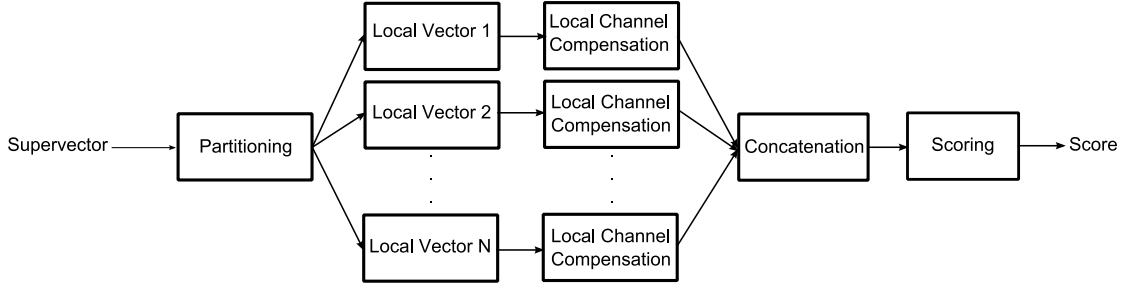 Supervector
Partitioning
Local Vector 1
Local Channel
Compensation
Local Vector 2
Local Channel
Compensation
Local Vector N
Local Channel
Compensation
Concatenation
Scoring
Score